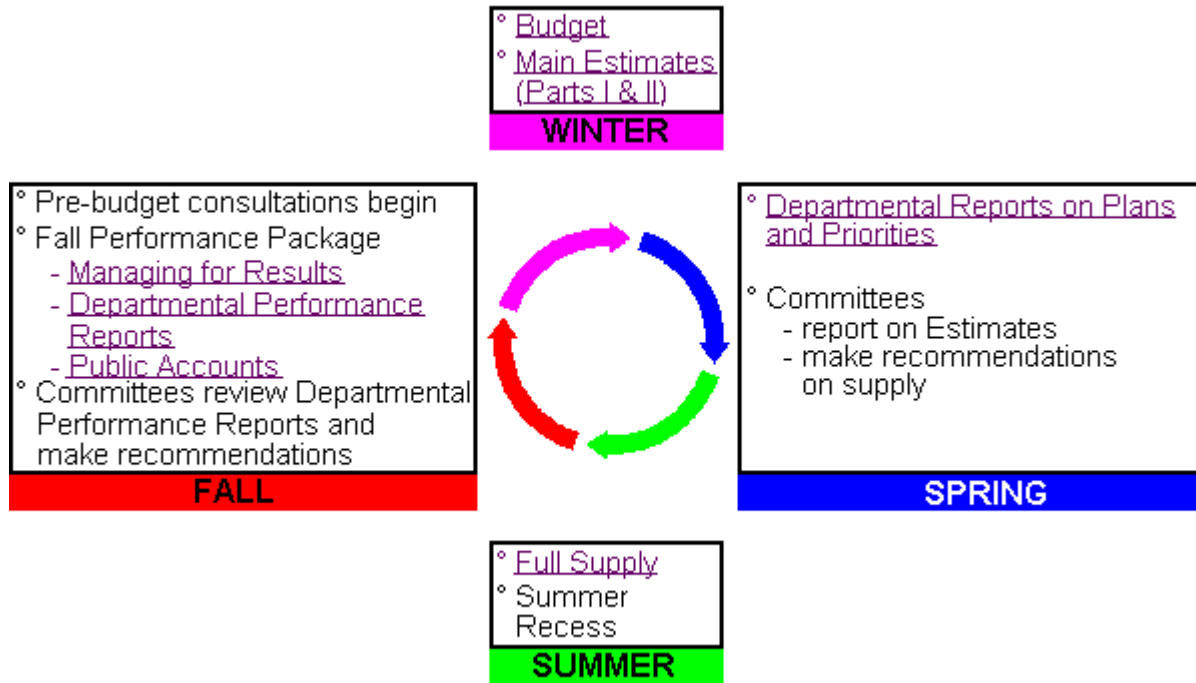 ° Budget
° Main Estimates
(Parts I & II)
WINTER
° Pre-budget consultations begin
° Fall Performance Package
- Managing for Results
- Departmental Performance
Reports
- Public Accounts
° Committees review Departmental
Performance Reports and
make recommendations
FALL
° Departmental Reports on Plans
and Priorities
° Committees
- report on Estimates
- make recommendations
on supply
SPRING
° Full Supply
° Summer
Recess
SUMMER